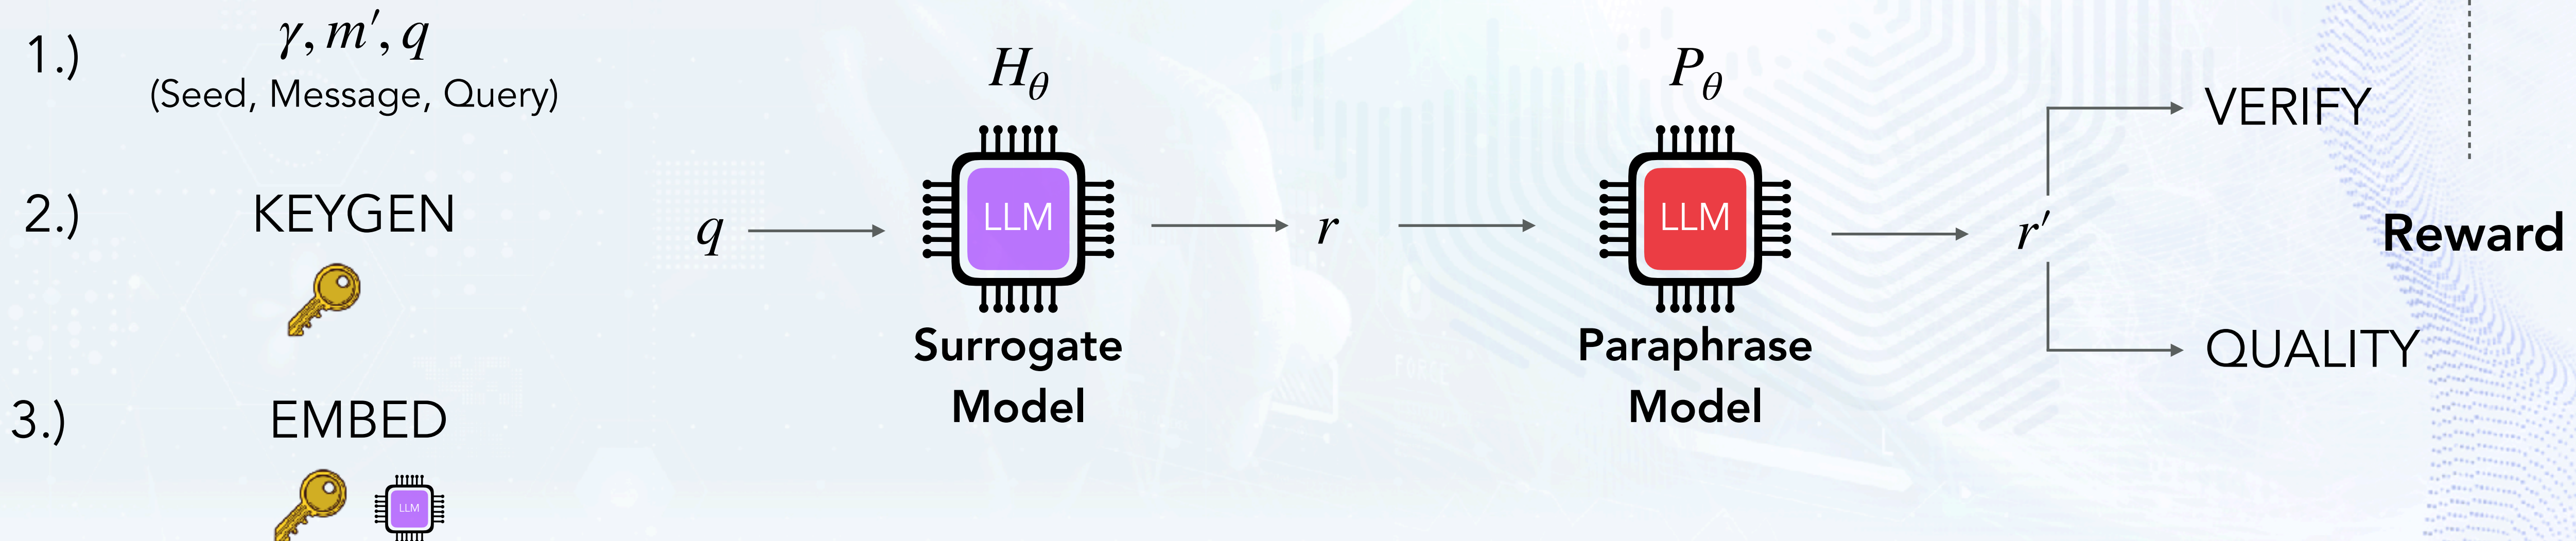 1.)
γ, m′, q
(Seed, Message, Query)
2.)
KEYGEN
3.)
EMBED
LLM
q
H_θ
LLM
Surrogate
Model
r
P_θ
LLM
Paraphrase
Model
r′
VERIFY
QUALITY
Reward